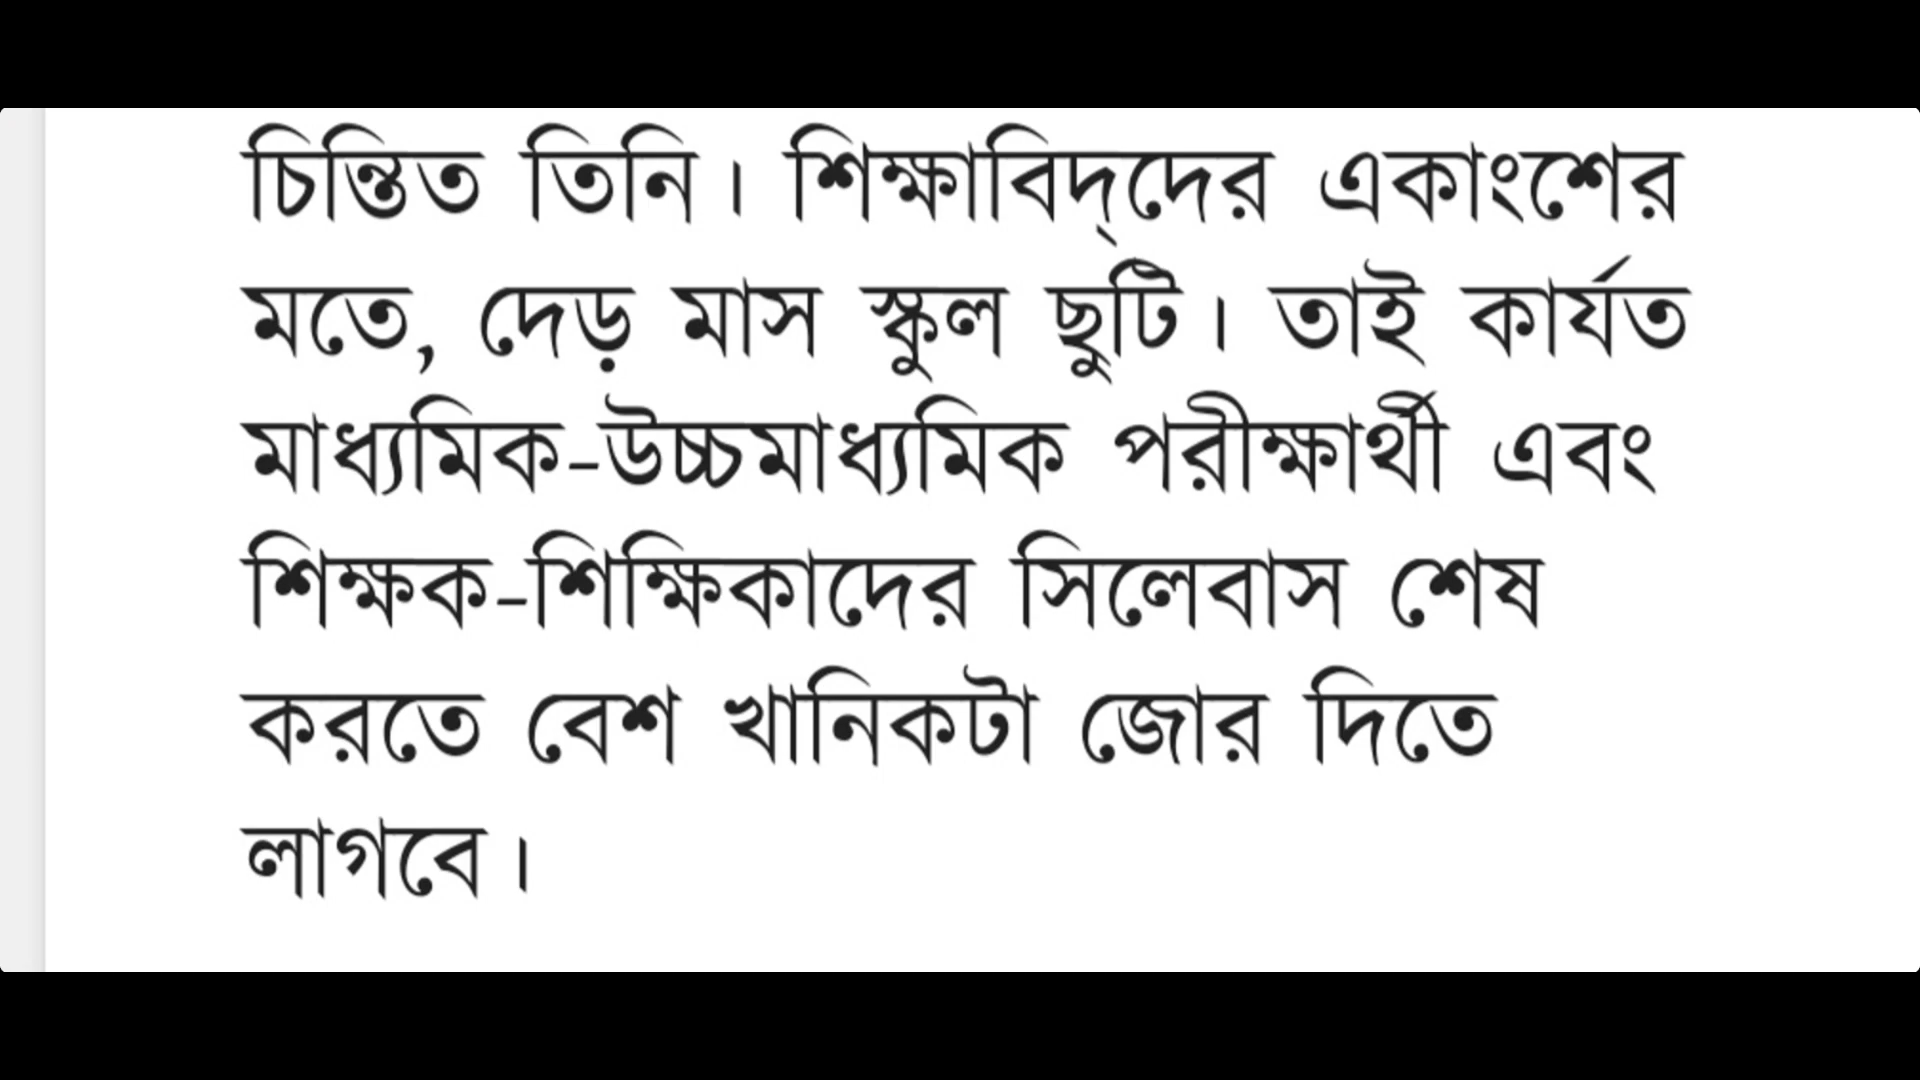 চিন্তিত তিনি। শিক্ষাবিদ্‌দের একাংশের
মতে, দেড় মাস স্কুল ছুটি। তাই কার্যত
মাধ্যমিক-উচ্চমাধ্যমিক পরীক্ষার্থী এবং
শিক্ষক-শিক্ষিকাদের সিলেবাস শেষ
করতে বেশ খানিকটা জোর দিতে
লাগবে।